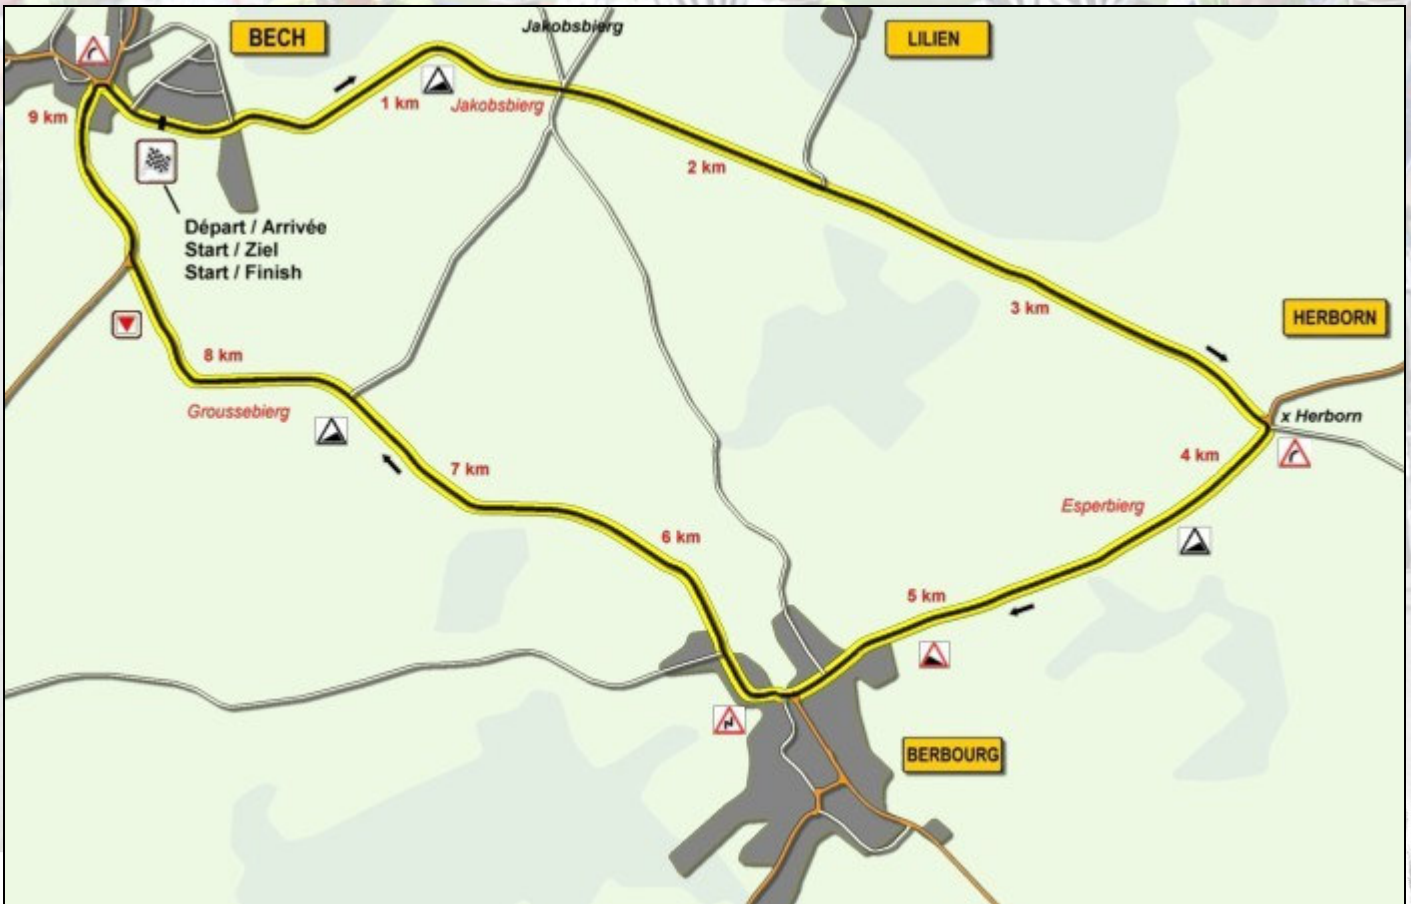 Jakobsbierg
BECH
LILIEN
1 km
Jakobsbierg
9 km
2 km
Départ / Arrivée
Start / Ziel
Start / Finish
3 km
HERBORN
8 km
Groussebierg
x Herborn
4 km
7 km
Esperbierg
6 km
5 km
BERBOURG